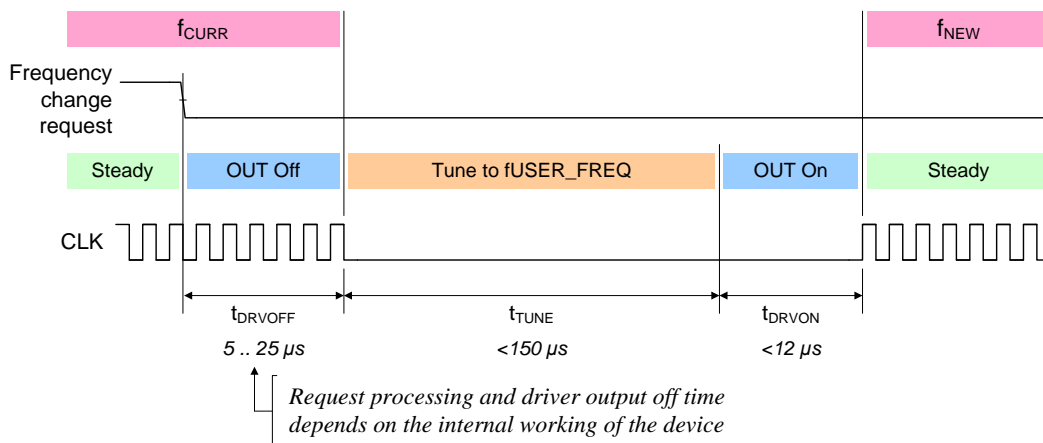 fCURR
fNEW
Frequency
change
request
Steady
OUT Off
Tune to fUSER_FREQ
OUT On
Steady
CLK
tDRVOFF
tTUNE
tDRVON
5 .. 25 µs
<150 µs
<12 µs
Request processing and driver output off time
depends on the internal working of the device